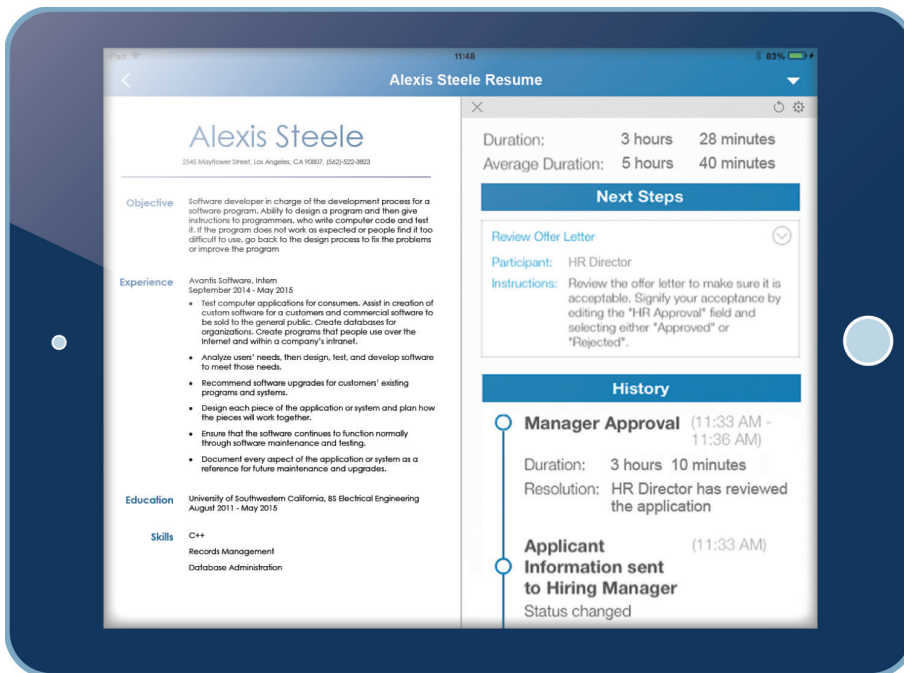 iPad
11:48
83%
Alexis Steele Resume
Alexis Steele
2545 Mayflower Street, Los Angeles, CA 90807, (562)-522-3823
Objective
Software developer in charge of the development process for a
software program. Ability to design a program and then give
instructions to programmers, who write computer code and test
it. If the program does not work as expected or people find it too
difficult to use, go back to the design process to fix the problems
or improve the program
Experience
Avantis Software, Intern
September 2014 - May 2015
• Test computer applications for consumers. Assist in creation of
custom software for a customers and commercial software to
be sold to the general public. Create databases for
organizations. Create programs that people use over the
Internet and within a company's intranet.
• Analyze users' needs, then design, test, and develop software
to meet those needs.
• Recommend software upgrades for customers' existing
programs and systems.
• Design each piece of the application or system and plan how
the pieces will work together.
• Ensure that the software continues to function normally
through software maintenance and testing.
• Document every aspect of the application or system as a
reference for future maintenance and upgrades.
Education
University of Southwestern California, BS Electrical Engineering
August 2011 - May 2015
Skills
C++
Records Management
Database Administration
Duration: 3 hours 28 minutes
Average Duration: 5 hours 40 minutes
Next Steps
Review Offer Letter
Participant: HR Director
Instructions: Review the offer letter to make sure it is
acceptable. Signify your acceptance by
editing the "HR Approval" field and
selecting either "Approved" or
"Rejected".
History
Manager Approval (11:33 AM -
11:36 AM)
Duration: 3 hours 10 minutes
Resolution: HR Director has reviewed
the application
Applicant (11:33 AM)
Information sent
to Hiring Manager
Status changed